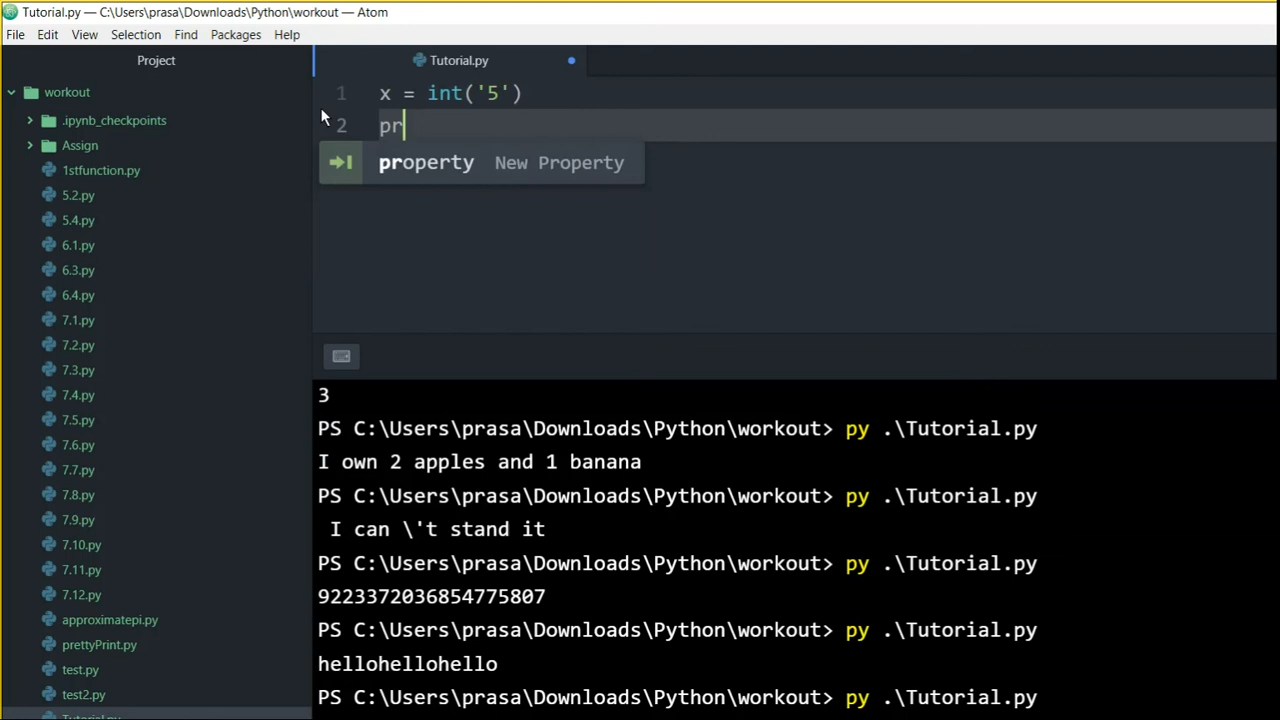 Tutorial.py — C:\Users\prasa\Downloads\Python\workout — Atom
File Edit View Selection Find Packages Help
Project
workout
.ipynb_checkpoints
Assign
1stfunction.py
5.2.py
5.4.py
6.1.py
6.3.py
6.4.py
7.1.py
7.2.py
7.3.py
7.4.py
7.5.py
7.6.py
7.7.py
7.8.py
7.9.py
7.10.py
7.11.py
7.12.py
approximatepi.py
prettyPrint.py
test.py
test2.py
Tutorial.py
Tutorial.py
1 x = int('5')
2 pr
property New Property
3
PS C:\Users\prasa\Downloads\Python\workout> py .\Tutorial.py
I own 2 apples and 1 banana
PS C:\Users\prasa\Downloads\Python\workout> py .\Tutorial.py
I can \'t stand it
PS C:\Users\prasa\Downloads\Python\workout> py .\Tutorial.py
9223372036854775807
PS C:\Users\prasa\Downloads\Python\workout> py .\Tutorial.py
hellohellohello
PS C:\Users\prasa\Downloads\Python\workout> py .\Tutorial.py